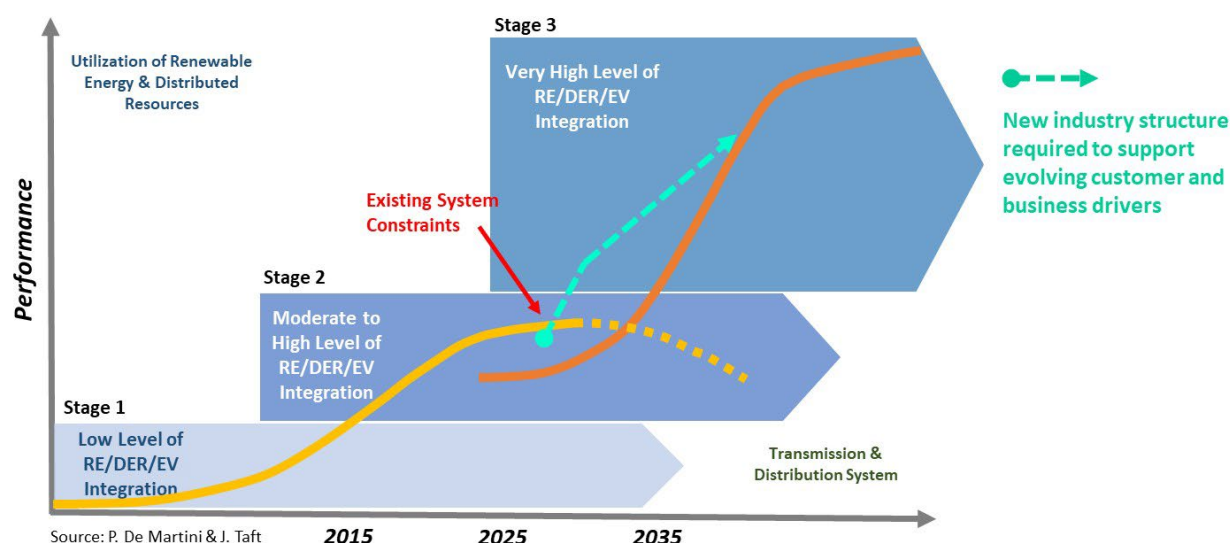 Stage 3
Utilization of Renewable
Energy & Distributed
Resources
Very High Level of
RE/DER/EV
Integration
New industry structure
required to support
evolving customer and
business drivers
Existing System
Constraints
Performance
Stage 2
Moderate to
High Level of
RE/DER/EV
Integration
Stage 1
Low Level of
RE/DER/EV
Integration
Transmission &
Distribution System
Source: P. De Martini & J. Taft
2015
2025
2035